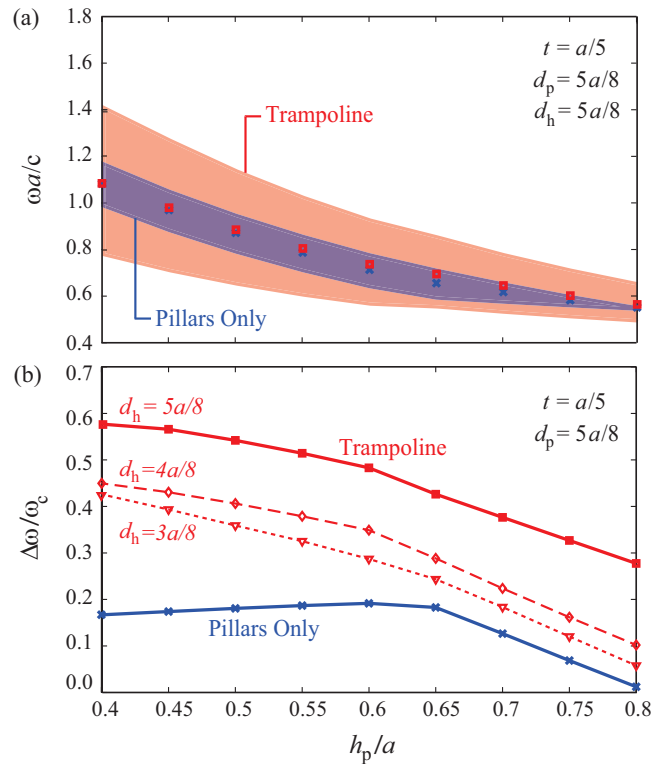 (a)
1.8
1.6
1.4
1.2
1.0
0.8
0.6
0.4
ωa/c
t = a/5
d_p = 5a/8
d_h = 5a/8
Trampoline
Pillars Only
(b)
0.7
0.6
0.5
0.4
0.3
0.2
0.1
0.0
Δω/ω_c
t = a/5
d_p = 5a/8
d_h = 5a/8
Trampoline
d_h = 4a/8
d_h = 3a/8
Pillars Only
0.4 0.45 0.5 0.55 0.6 0.65 0.7 0.75 0.8
h_p/a